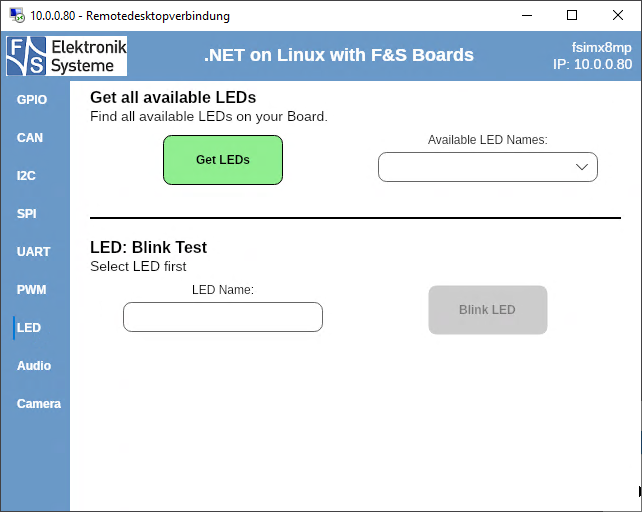 10.0.0.80 - Remotedesktopverbindung
F&S Elektronik Systeme
.NET on Linux with F&S Boards
fsimx8mp
IP: 10.0.0.80
GPIO
CAN
I2C
SPI
UART
PWM
LED
Audio
Camera
Get all available LEDs
Find all available LEDs on your Board.
Get LEDs
Available LED Names:
LED: Blink Test
Select LED first
LED Name:
Blink LED